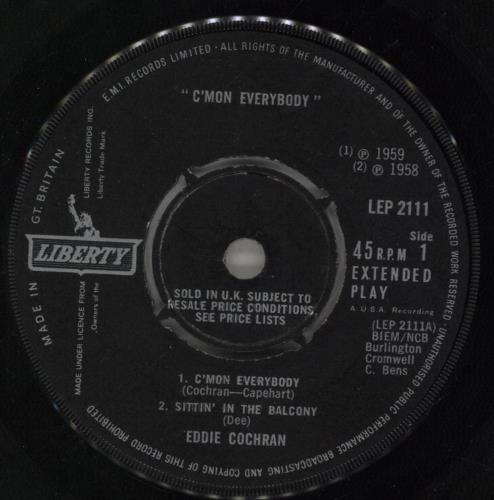 E.M.I. RECORDS LIMITED · ALL RIGHTS OF THE MANUFACTURER AND OF THE OWNER OF THE RECORDED WORK RESERVED · UNAUTHORISED PUBLIC PERFORMANCE BROADCASTING AND COPYING OF THIS RECORD PROHIBITED
MADE IN GT. BRITAIN
MADE UNDER LICENCE FROM LIBERTY RECORDS INC.
Owners of the Liberty Trade Mark
LIBERTY
"C'MON EVERYBODY"
(1) ℗ 1959
(2) ℗ 1958
LEP 2111
Side
45 R.P.M 1
EXTENDED
PLAY
A U.S.A. Recording
(LEP 2111A)
BIEM/NCB
Burlington
Cromwell
C. Bens
SOLD IN U.K. SUBJECT TO
RESALE PRICE CONDITIONS,
SEE PRICE LISTS
1. C'MON EVERYBODY
(Cochran—Capehart)
2. SITTIN' IN THE BALCONY
(Dee)
EDDIE COCHRAN